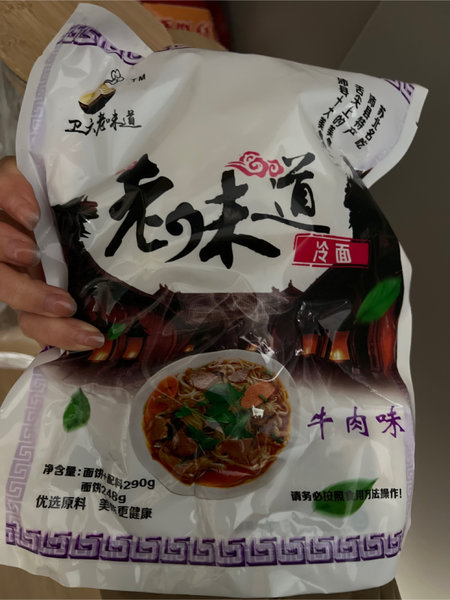 TM
卫夫老味道
老味道
冷面
牛肉味
净含量：面饼+配料290g
面饼248g
优选原料 美味更健康
请务必按照食用方法操作！